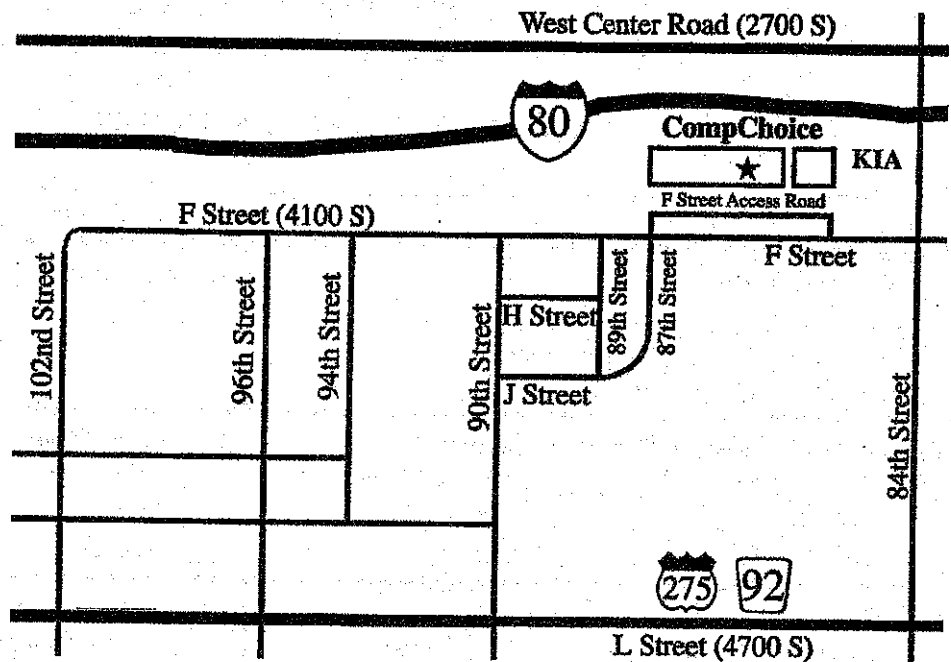 West Center Road (2700 S)
80
CompChoice
KIA
F Street Access Road
F Street (4100 S)
F Street
102nd Street
96th Street
94th Street
90th Street
H Street
89th Street
87th Street
J Street
84th Street
275
92
L Street (4700 S)